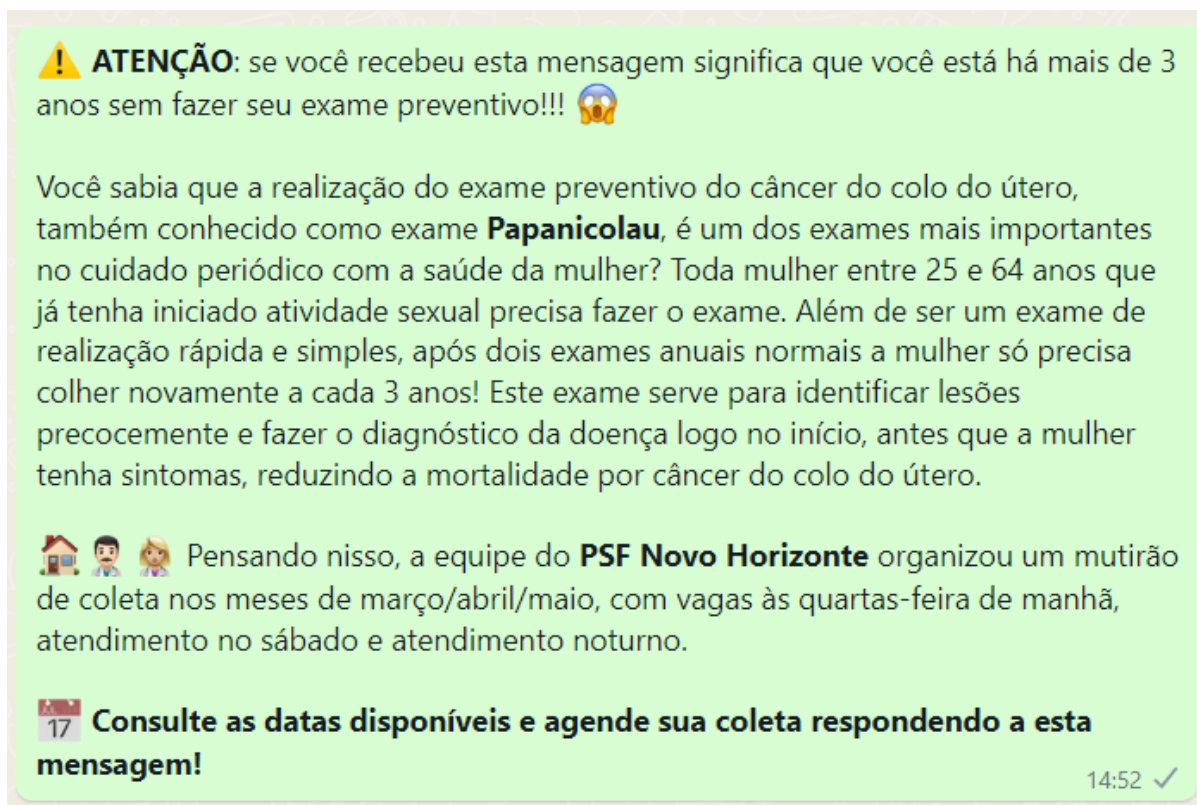 ⚠️ ATENÇÃO: se você recebeu esta mensagem significa que você está há mais de 3
anos sem fazer seu exame preventivo!!! 😱
Você sabia que a realização do exame preventivo do câncer do colo do útero,
também conhecido como exame Papanicolau, é um dos exames mais importantes
no cuidado periódico com a saúde da mulher? Toda mulher entre 25 e 64 anos que
já tenha iniciado atividade sexual precisa fazer o exame. Além de ser um exame de
realização rápida e simples, após dois exames anuais normais a mulher só precisa
colher novamente a cada 3 anos! Este exame serve para identificar lesões
precocemente e fazer o diagnóstico da doença logo no início, antes que a mulher
tenha sintomas, reduzindo a mortalidade por câncer do colo do útero.
🏠 👨🏻‍⚕️ 👩🏼‍⚕️ Pensando nisso, a equipe do PSF Novo Horizonte organizou um mutirão
de coleta nos meses de março/abril/maio, com vagas às quartas-feira de manhã,
atendimento no sábado e atendimento noturno.
📅 Consulte as datas disponíveis e agende sua coleta respondendo a esta
mensagem!
14:52